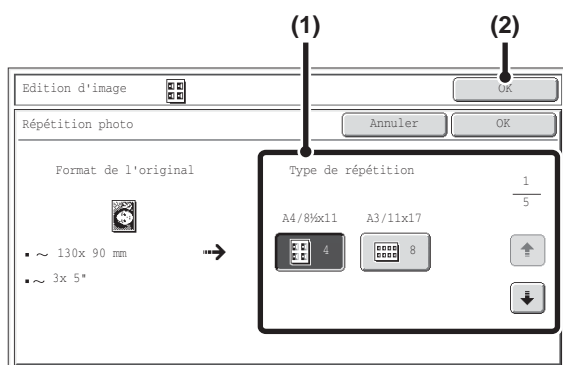 (1) (2)
Edition d'image OK
Répétition photo Annuler OK
Format de l'original Type de répétition 1
5
A4/8½x11 A3/11x17
4 8
~ 130x 90 mm
~ 3x 5"